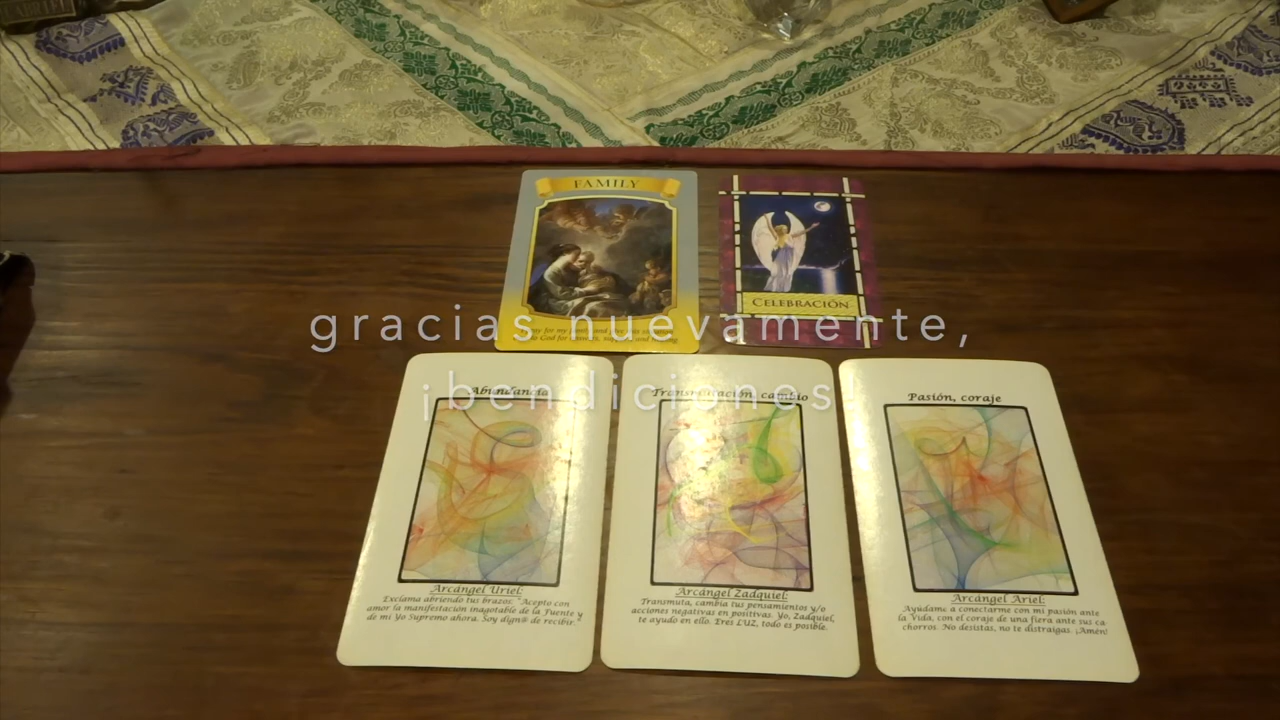 FAMILY
CELEBRACIÓN
gracias nuevamente,
¡bendiciones
Abundancia
Transmutación, cambio
Pasión, coraje
Arcángel Uriel:
Exclama abriendo tus brazos: "Acepto con
amor la manifestación inagotable de la Fuente y
de mi Yo Supremo ahora. Soy dign@ de recibir."
Arcángel Zadquiel:
Transmuta, cambia tus pensamientos y/o
acciones negativas en positivas. Yo, Zadquiel,
te ayudo en ello. Eres LUZ, todo es posible.
Arcángel Ariel:
Ayúdame a conectarme con mi pasión ante
la Vida, con el coraje de una fiera ante sus ca
chorros. No desistas, no te distraigas. ¡Amén!